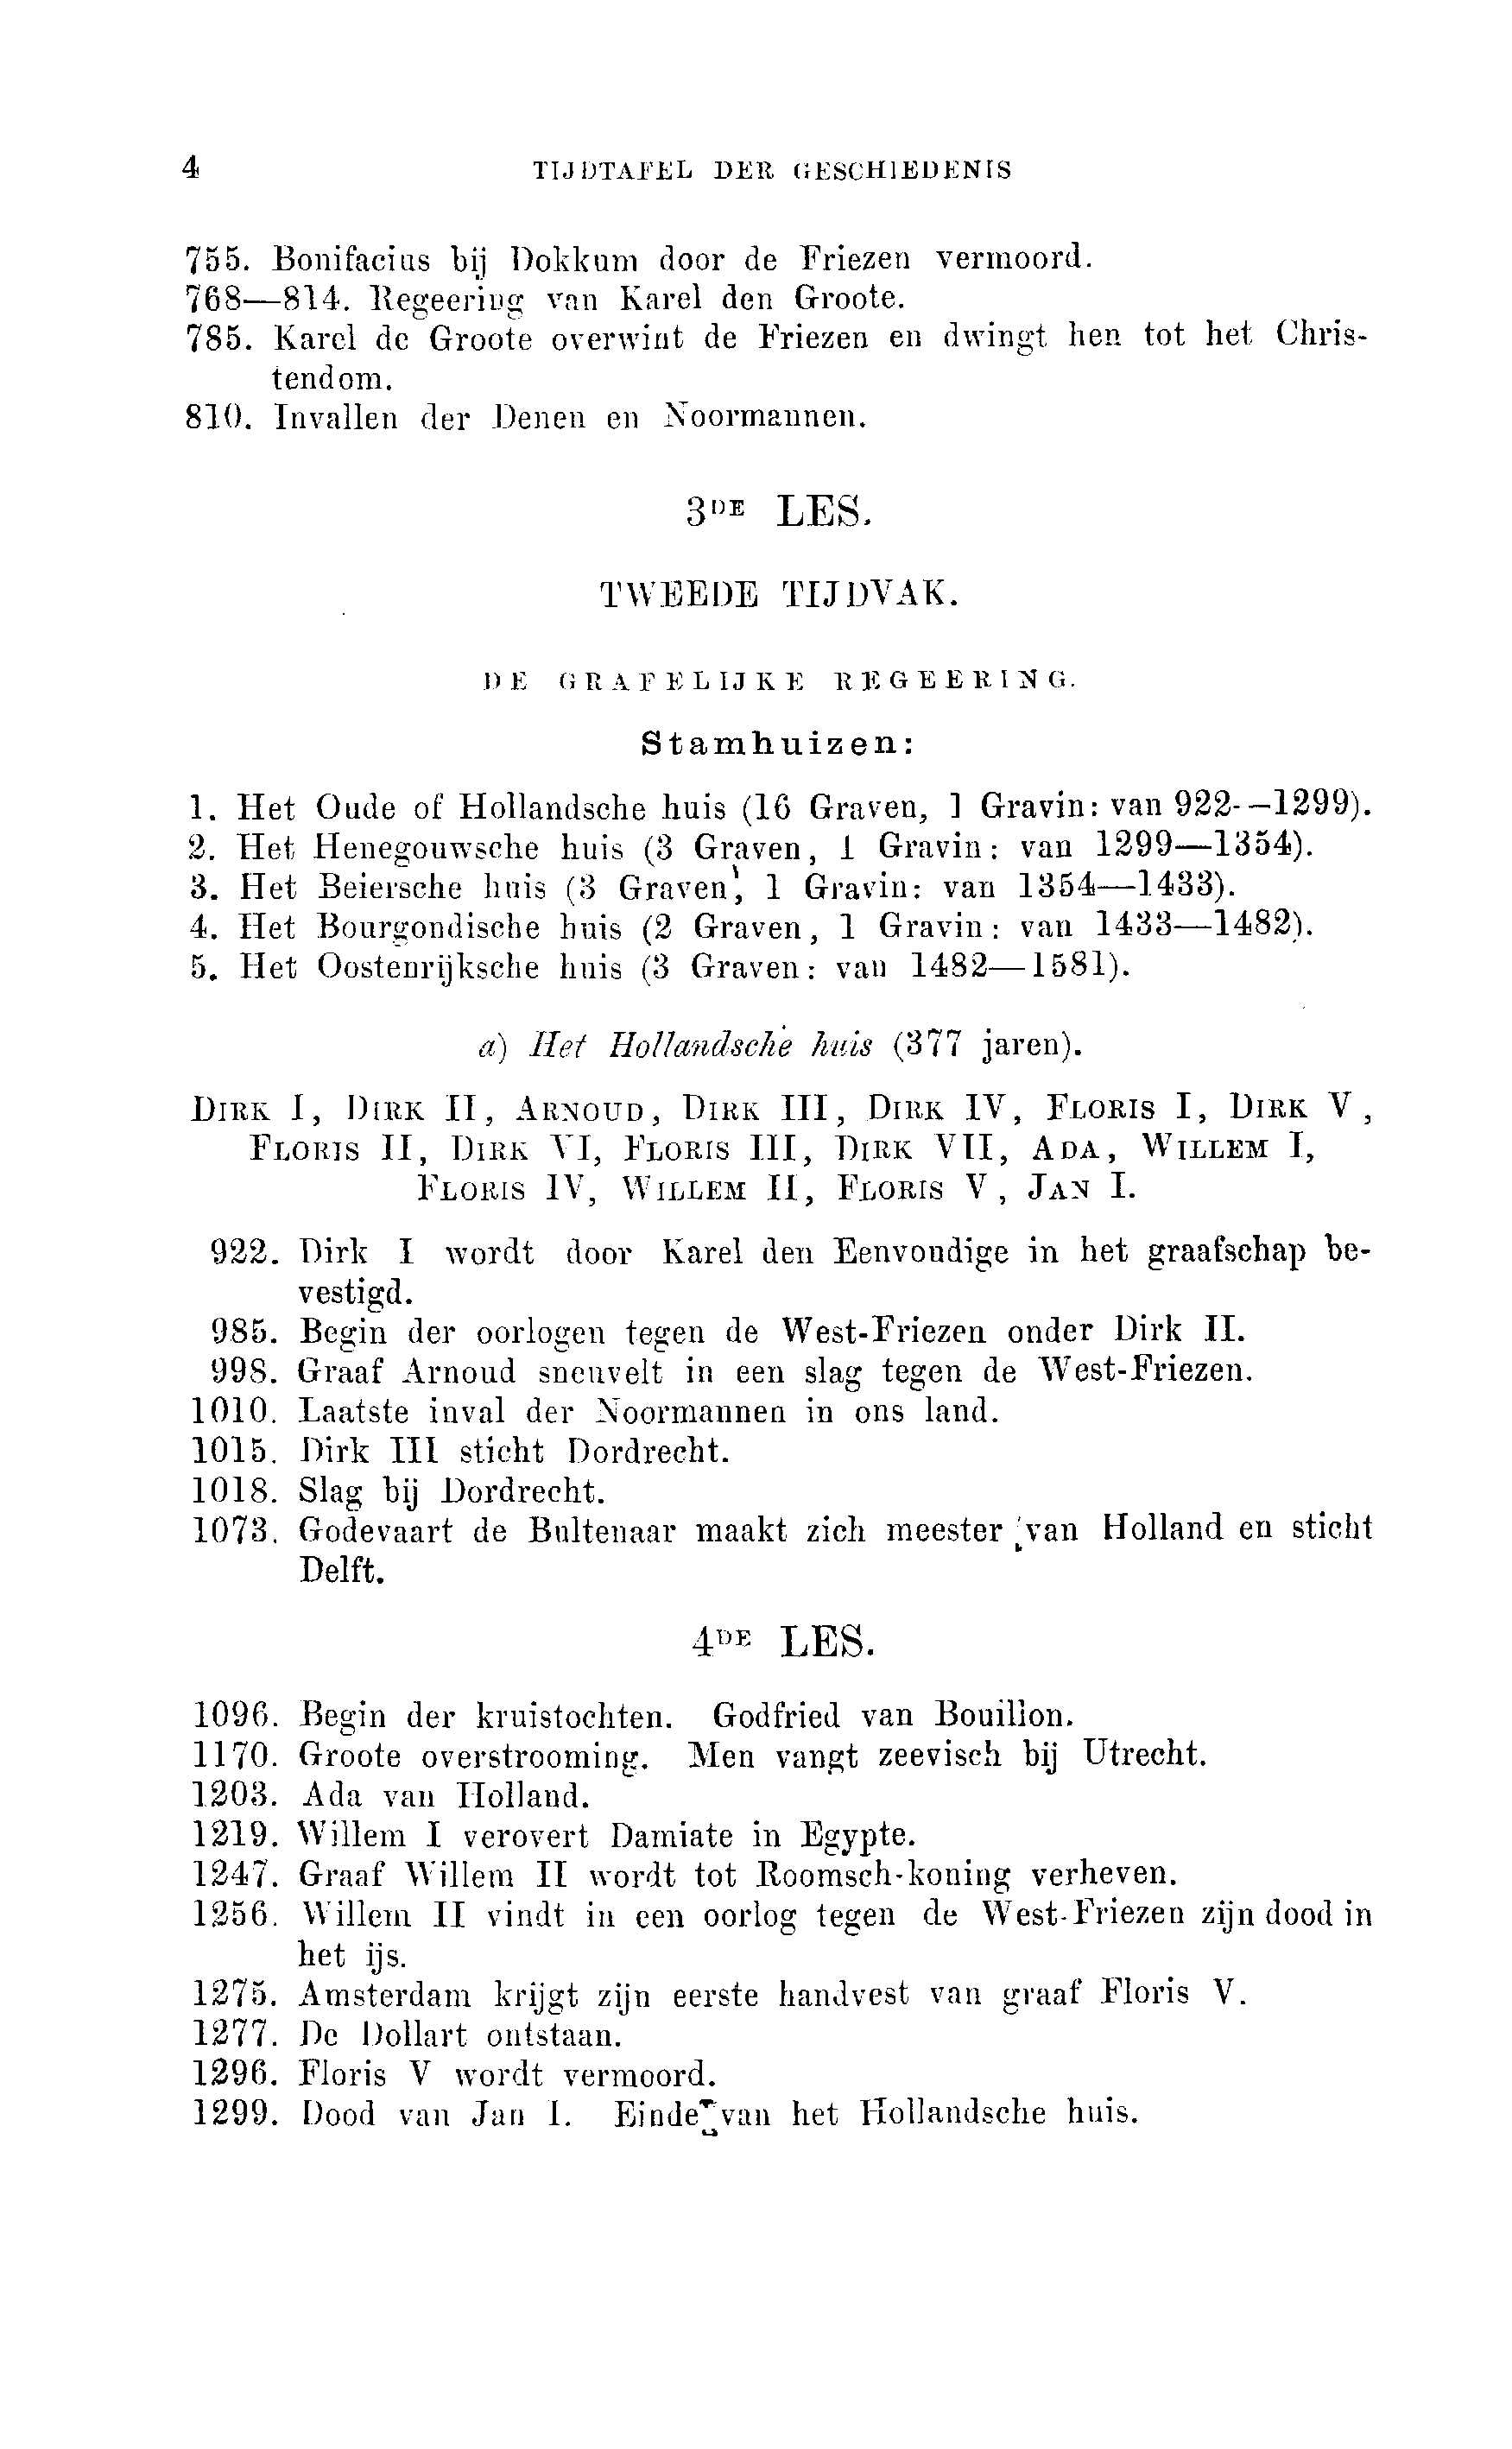 4 TIJDTAFEL DER GESCHIEDENIS
755. Bonifacius bij Dokkum door de Friezen vermoord.
768—814. Regeering van Karel den Groote.
785. Karel de Groote overwint de Friezen en dwingt hen tot het Chris-
tendom.
810. Invallen der Denen en Noormannen.
3DE LES.
TWEEDE TIJDVAK.
DE GRAFELIJKE REGEERING.
Stamhuizen:
1. Het Oude of Hollandsche huis (16 Graven, 1 Gravin: van 922--1299).
2. Het Henegouwsche huis (3 Graven, 1 Gravin: van 1299—1354).
3. Het Beiersche huis (3 Graven, 1 Gravin: van 1354—1433).
4. Het Bourgondische huis (2 Graven, 1 Gravin: van 1433—1482).
5. Het Oostenrijksche huis (3 Graven: van 1482—1581).
a) Het Hollandsche huis (377 jaren).
DIRK I, DIRK II, ARNOUD, DIRK III, DIRK IV, FLORIS I, DIRK V,
FLORIS II, DIRK VI, FLORIS III, DIRK VII, ADA, WILLEM I,
FLORIS IV, WILLEM II, FLORIS V, JAN I.
922. Dirk I wordt door Karel den Eenvoudige in het graafschap be-
vestigd.
985. Begin der oorlogen tegen de West-Friezen onder Dirk II.
998. Graaf Arnoud sneuvelt in een slag tegen de West-Friezen.
1010. Laatste inval der Noormannen in ons land.
1015. Dirk III sticht Dordrecht.
1018. Slag bij Dordrecht.
1073. Godevaart de Bultenaar maakt zich meester van Holland en sticht
Delft.
4DE LES.
1096. Begin der kruistochten. Godfried van Bouillon.
1170. Groote overstrooming. Men vangt zeevisch bij Utrecht.
1203. Ada van Holland.
1219. Willem I verovert Damiate in Egypte.
1247. Graaf Willem II wordt tot Roomsch-koning verheven.
1256. Willem II vindt in een oorlog tegen de West-Friezen zijn dood in
het ijs.
1275. Amsterdam krijgt zijn eerste handvest van graaf Floris V.
1277. De Dollart ontstaan.
1296. Floris V wordt vermoord.
1299. Dood van Jan I. Einde van het Hollandsche huis.